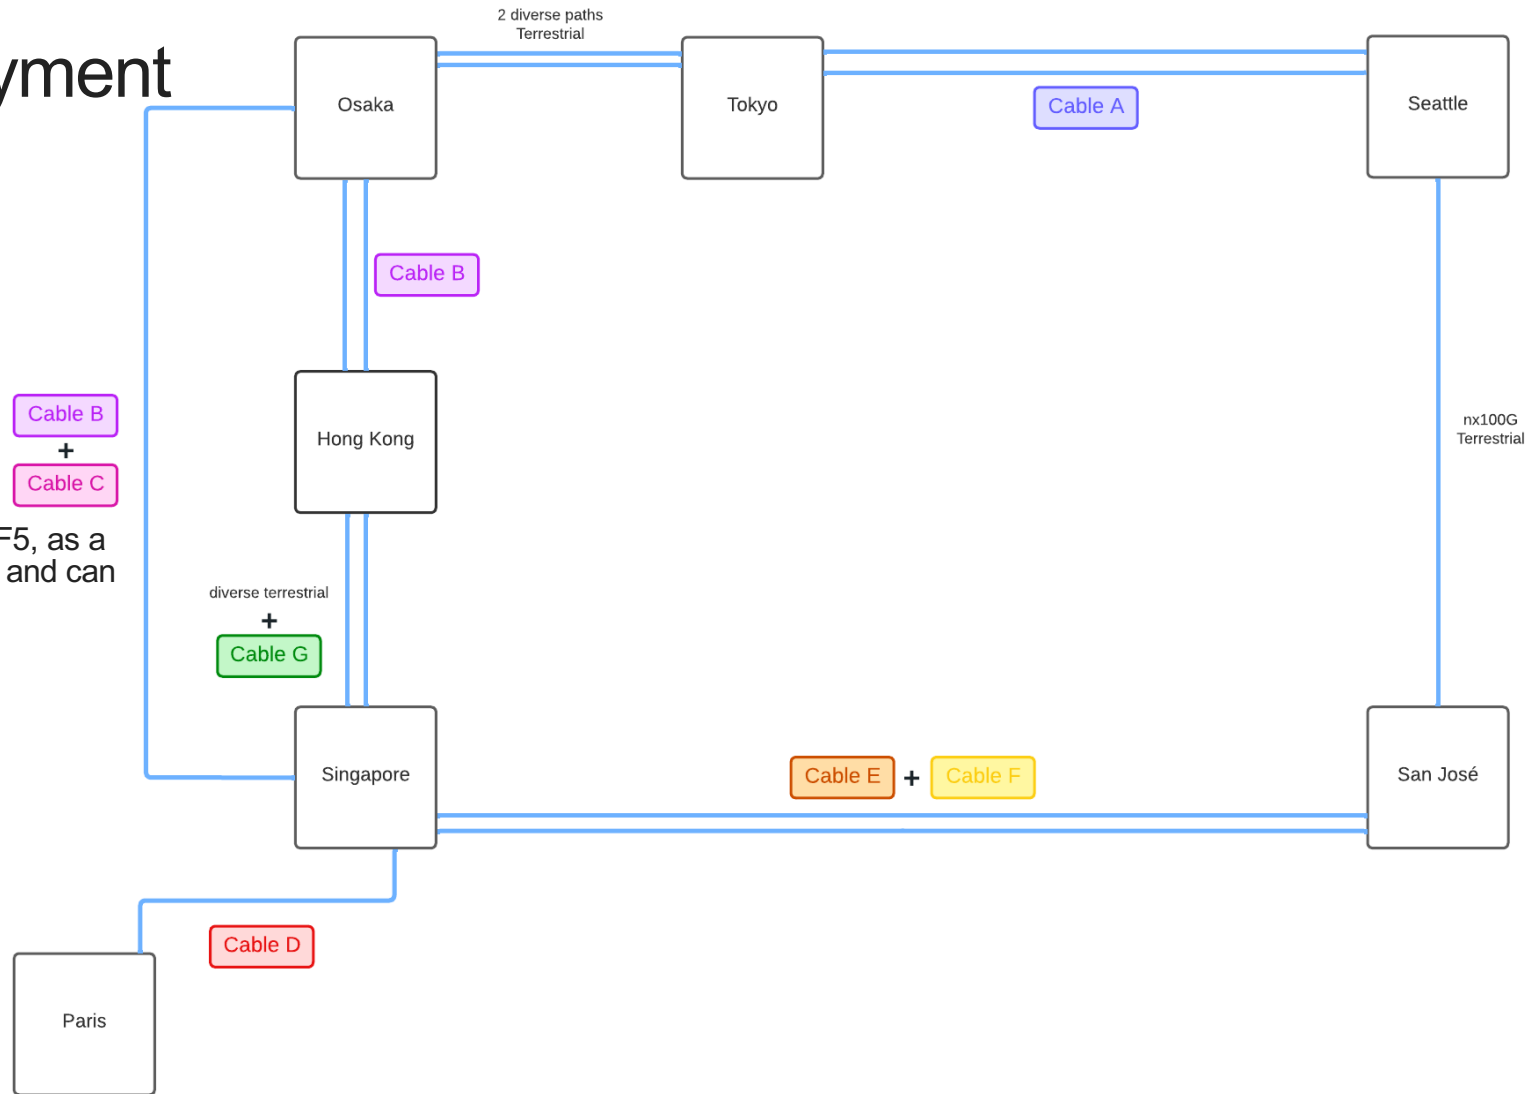 2 diverse paths
Terrestrial
yment
Osaka
Tokyo
Seattle
Cable A
Cable B
Cable B
+
Cable C
Hong Kong
nx100G
Terrestrial
F5, as a
and can
diverse terrestrial
+
Cable G
Singapore
Cable E + Cable F
San José
Cable D
Paris